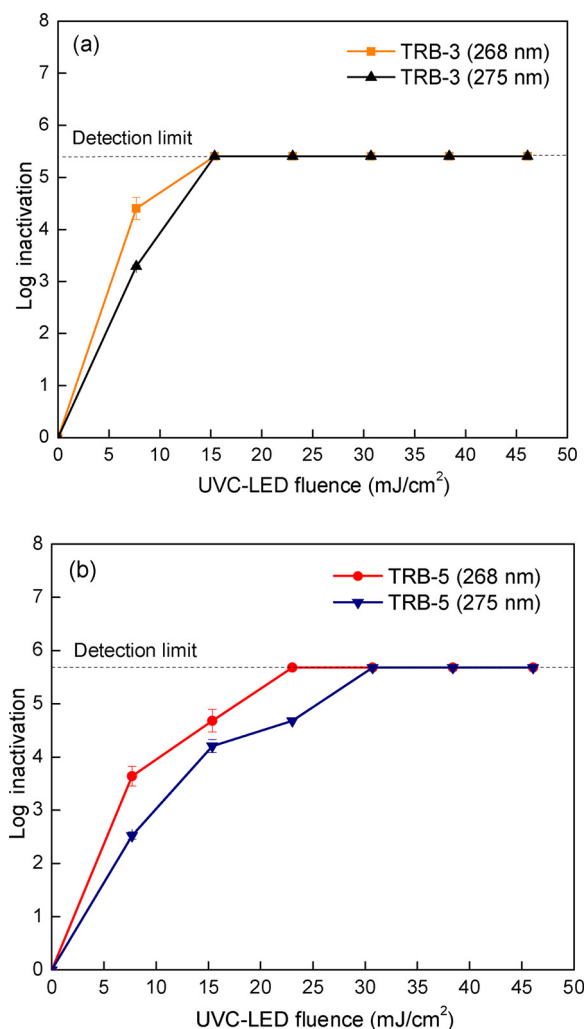 (a)
TRB-3 (268 nm)
TRB-3 (275 nm)
Detection limit
Log inactivation
8
7
6
5
4
3
2
1
0
0 5 10 15 20 25 30 35 40 45 50
UVC-LED fluence (mJ/cm²)
(b)
TRB-5 (268 nm)
TRB-5 (275 nm)
Detection limit
Log inactivation
8
7
6
5
4
3
2
1
0
0 5 10 15 20 25 30 35 40 45 50
UVC-LED fluence (mJ/cm²)